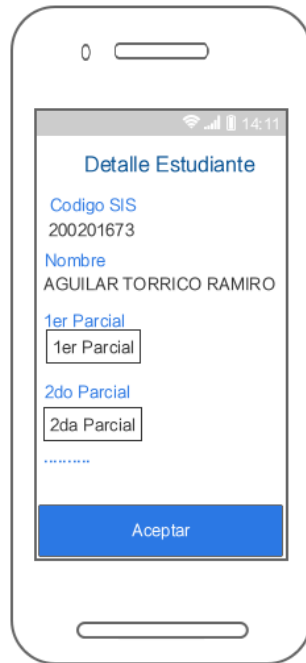 14:11
Detalle Estudiante
Codigo SIS
200201673
Nombre
AGUILAR TORRICO RAMIRO
1er Parcial
1er Parcial
2do Parcial
2da Parcial
..........
Aceptar